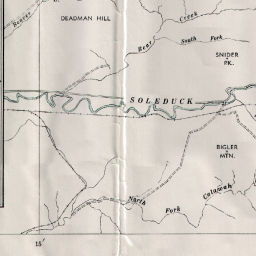 Beaver
Creek
DEADMAN HILL
Bear
South Fork
SNIDER
PK.
SOLEDUCK
BIGLER
MTN.
North
Fork
Calawah
15'